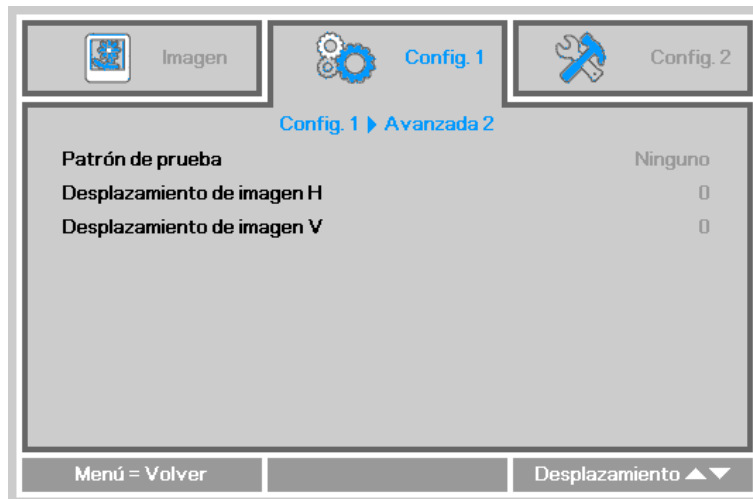 Imagen
Config. 1
Config. 2
Config. 1 ▶ Avanzada 2
Patrón de prueba Ninguno
Desplazamiento de imagen H 0
Desplazamiento de imagen V 0
Menú = Volver
Desplazamiento ▲▼